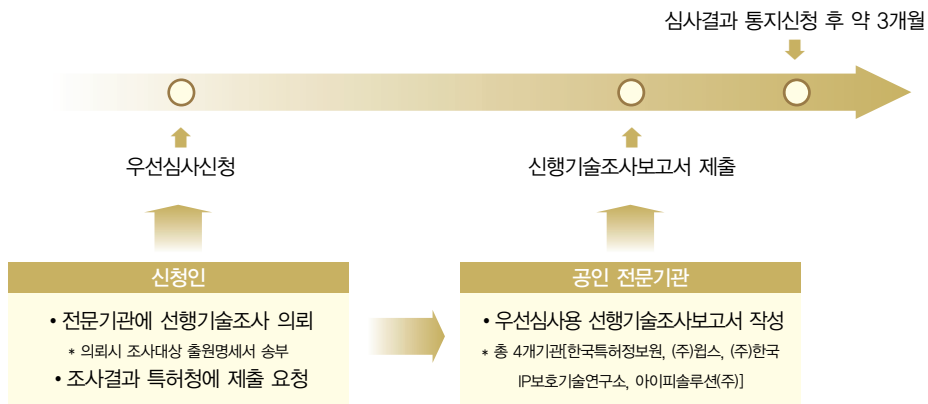 심사결과 통지신청 후 약 3개월
우선심사신청
신행기술조사보고서 제출
신청인
• 전문기관에 선행기술조사 의뢰
* 의뢰시 조사대상 출원명세서 송부
• 조사결과 특허청에 제출 요청
공인 전문기관
• 우선심사용 선행기술조사보고서 작성
* 총 4개기관[한국특허정보원, (주)윕스, (주)한국
IP보호기술연구소, 아이피솔루션(주)]